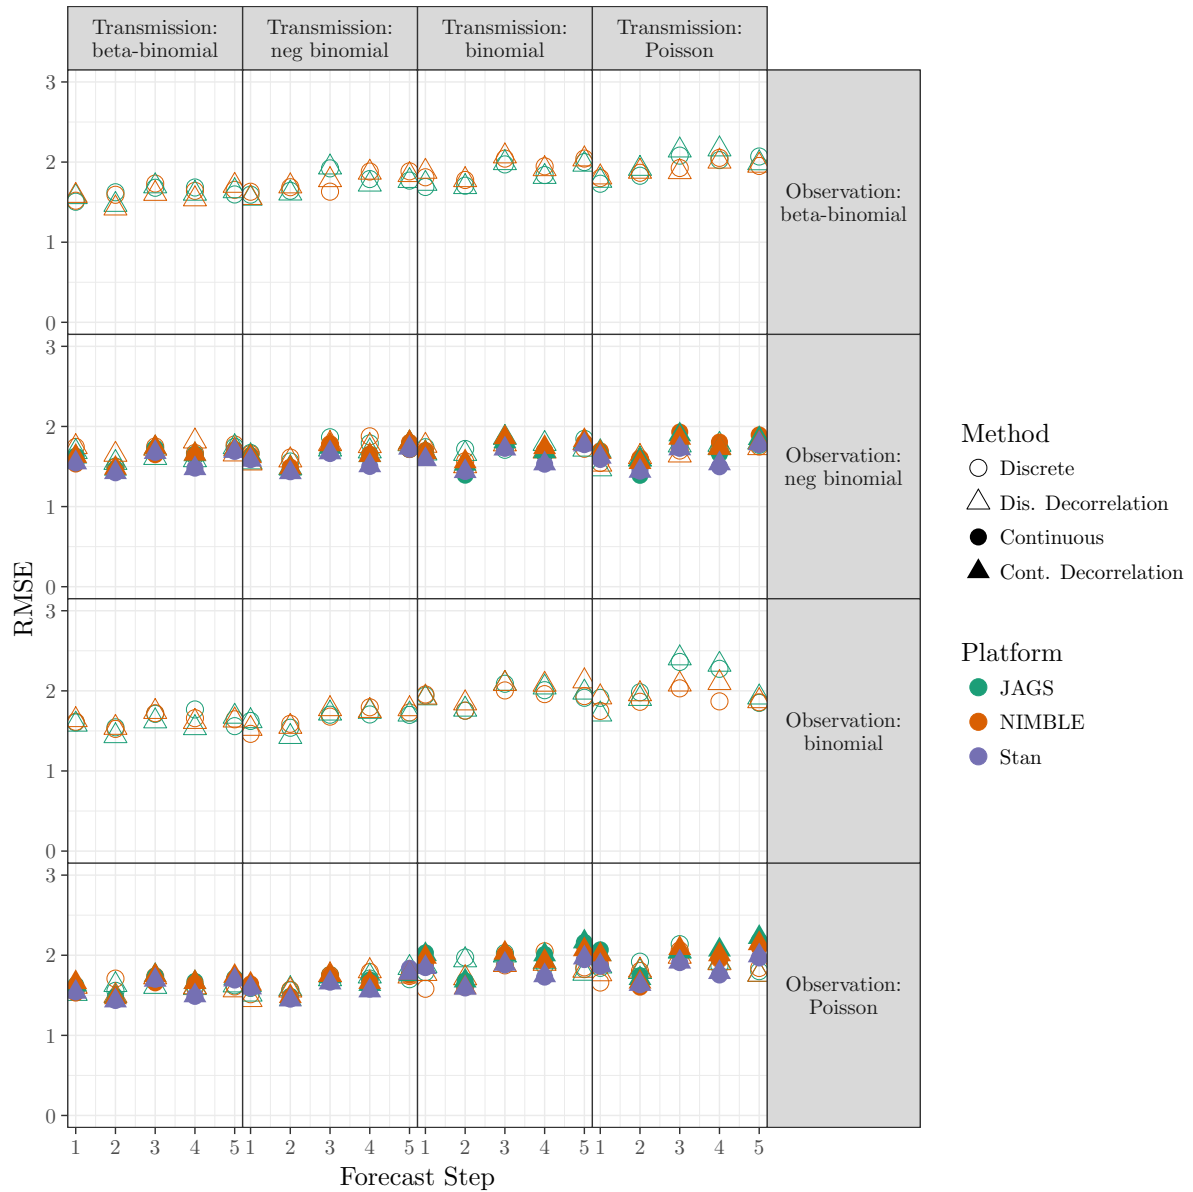 Transmission:
beta-binomial
Transmission:
neg binomial
Transmission:
binomial
Transmission:
Poisson
3
2
1
0
Observation:
beta-binomial
3
2
1
0
Observation:
neg binomial
3
2
1
0
Observation:
binomial
3
2
1
0
Observation:
Poisson
RMSE
1 2 3 4 5 1 2 3 4 5 1 2 3 4 5 1 2 3 4 5
Forecast Step
Method
Discrete
Dis. Decorrelation
Continuous
Cont. Decorrelation
Platform
JAGS
NIMBLE
Stan